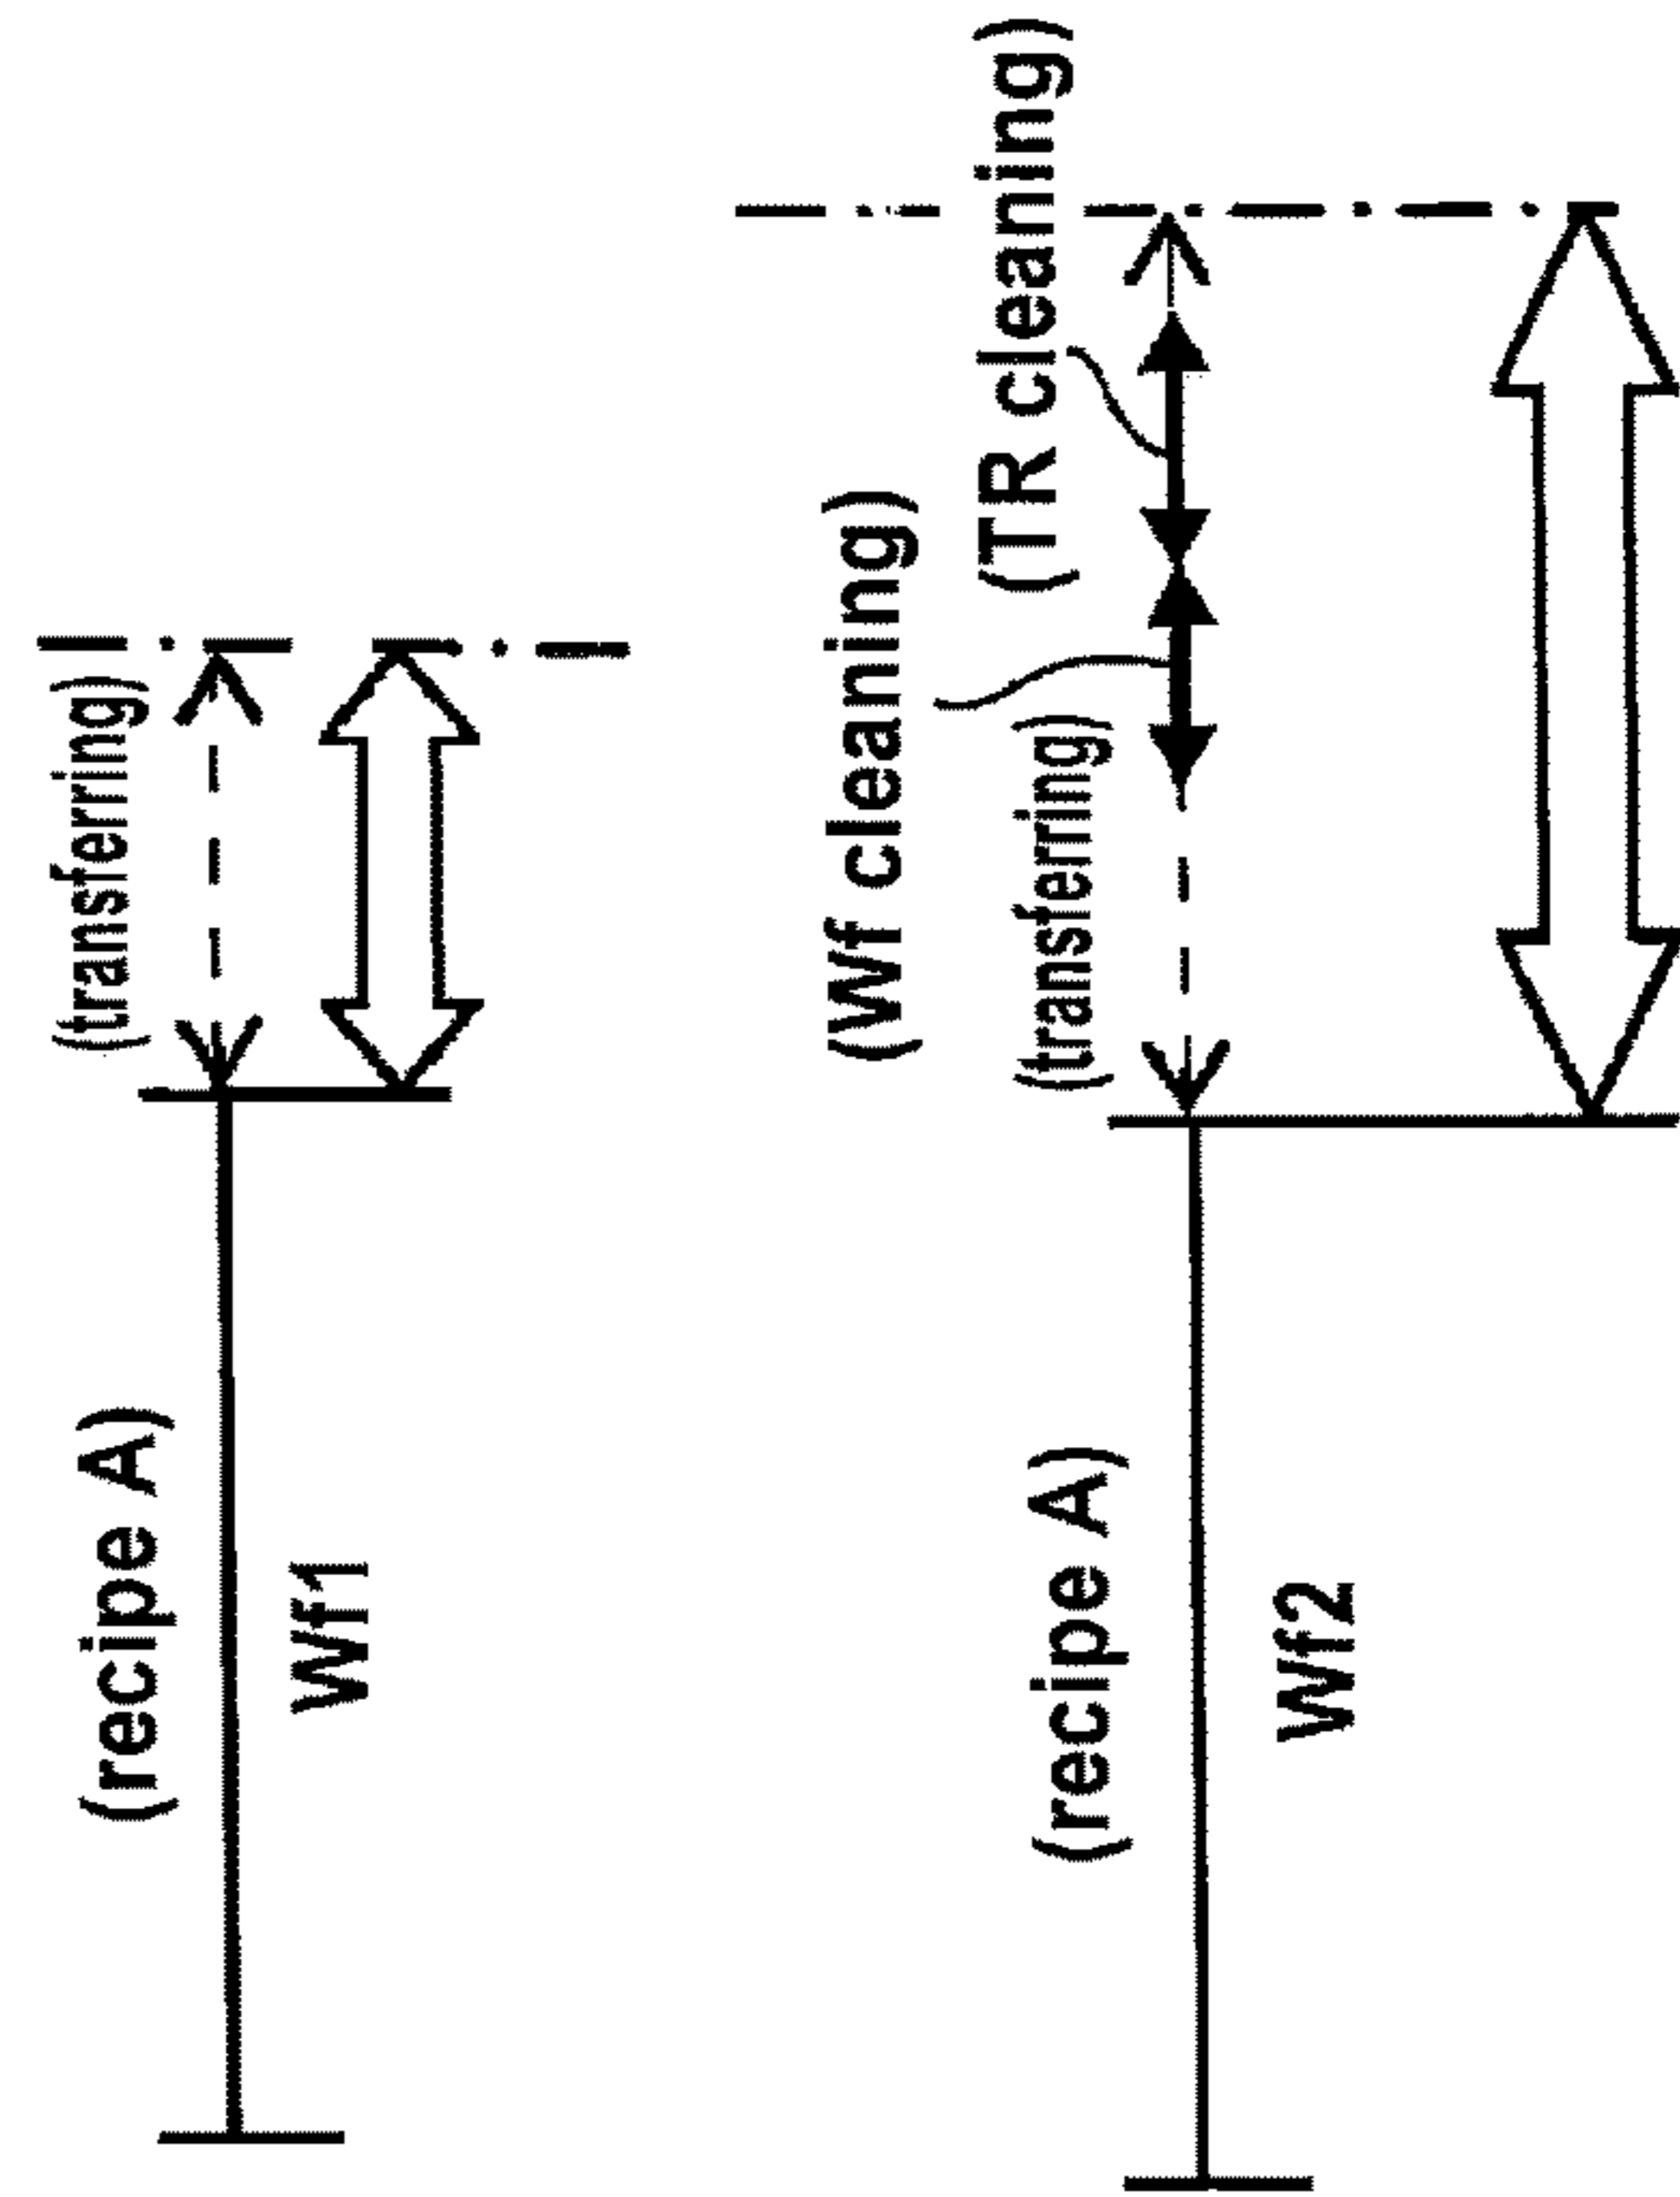 (recipe A)
(transferring)
Wf1
(Wf cleaning)
(TR cleaning)
(recipe A)
(transferring)
Wf2